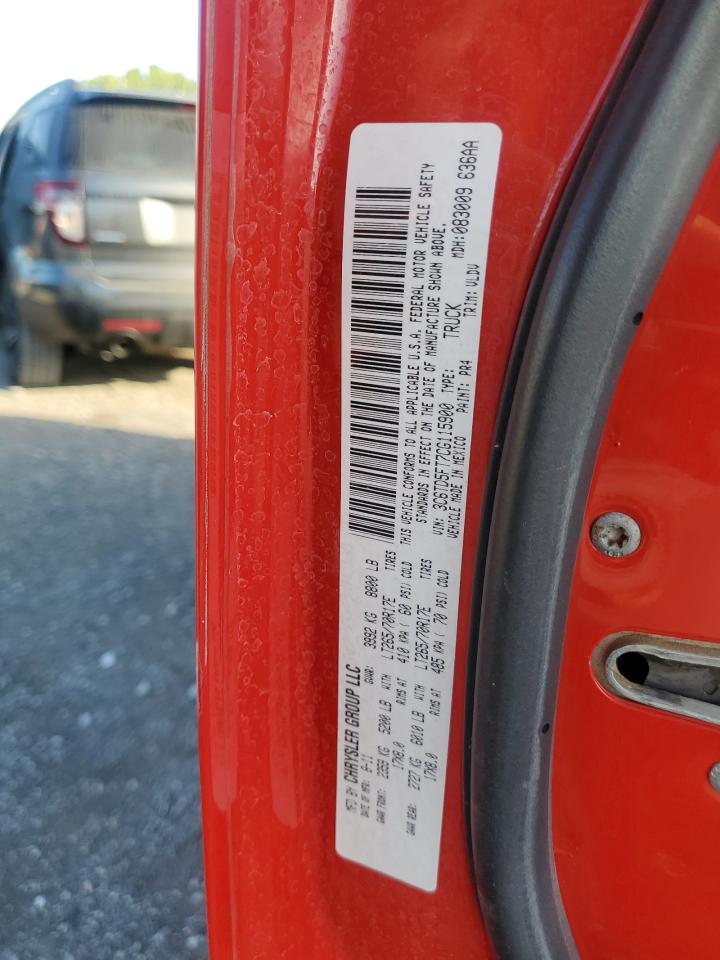 MFD BY CHRYSLER GROUP LLC
DATE OF MFR: 8-11 GVWR: 3992 KG 8800 LB
GAWR FRONT: 2359 KG 5200 LB WITH LT265/70R17E TIRES
17X8.0 RIMS AT 410 KPA ( 60 PSI) COLD
GAWR REAR: 2727 KG 6010 LB WITH LT265/70R17E TIRES
17X8.0 RIMS AT 485 KPA ( 70 PSI) COLD
THIS VEHICLE CONFORMS TO ALL APPLICABLE U.S.A. FEDERAL MOTOR VEHICLE SAFETY
STANDARDS IN EFFECT ON THE DATE OF MANUFACTURE SHOWN ABOVE.
VIN: 3C6TD5FT7CG115900 TYPE: TRUCK MDH:083009 636AA
VEHICLE MADE IN MEXICO PAINT: PR4 TRIM: VLDV